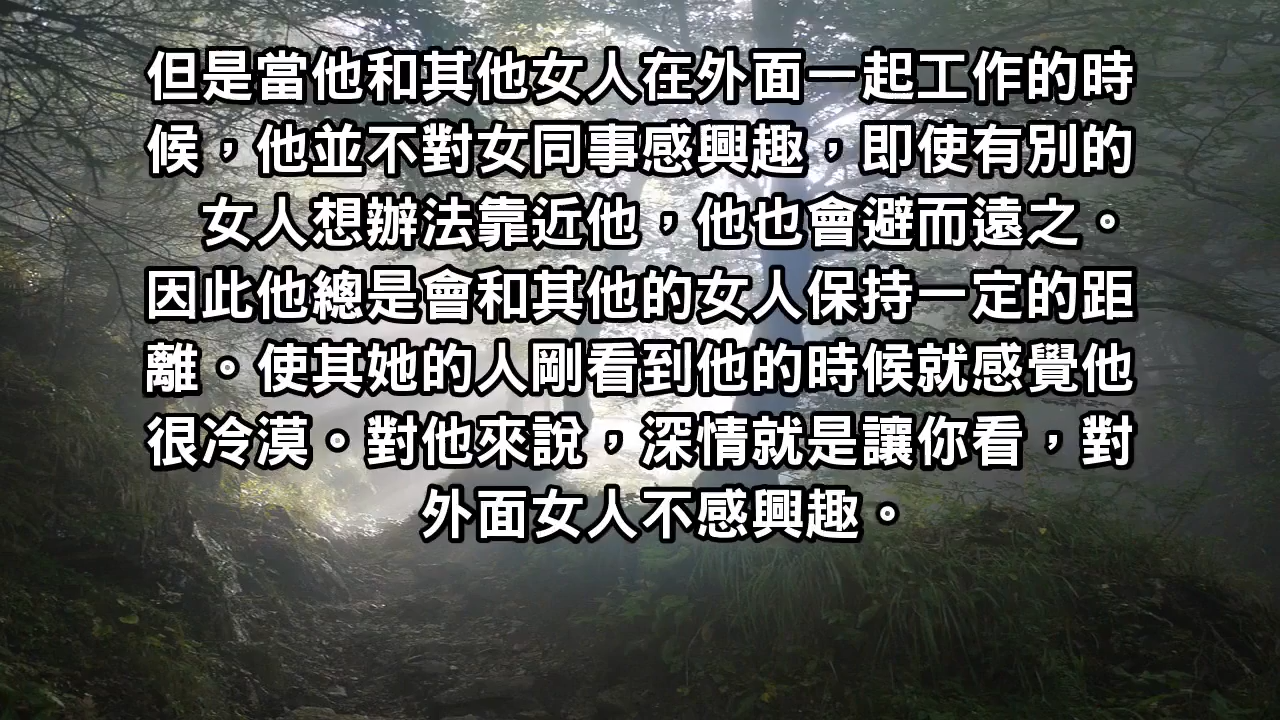 但是當他和其他女人在外面一起工作的時
候，他並不對女同事感興趣，即使有別的
女人想辦法靠近他，他也會避而遠之。
因此他總是會和其他的女人保持一定的距
離。使其她的人剛看到他的時候就感覺他
很冷漠。對他來說，深情就是讓你看，對
外面女人不感興趣。